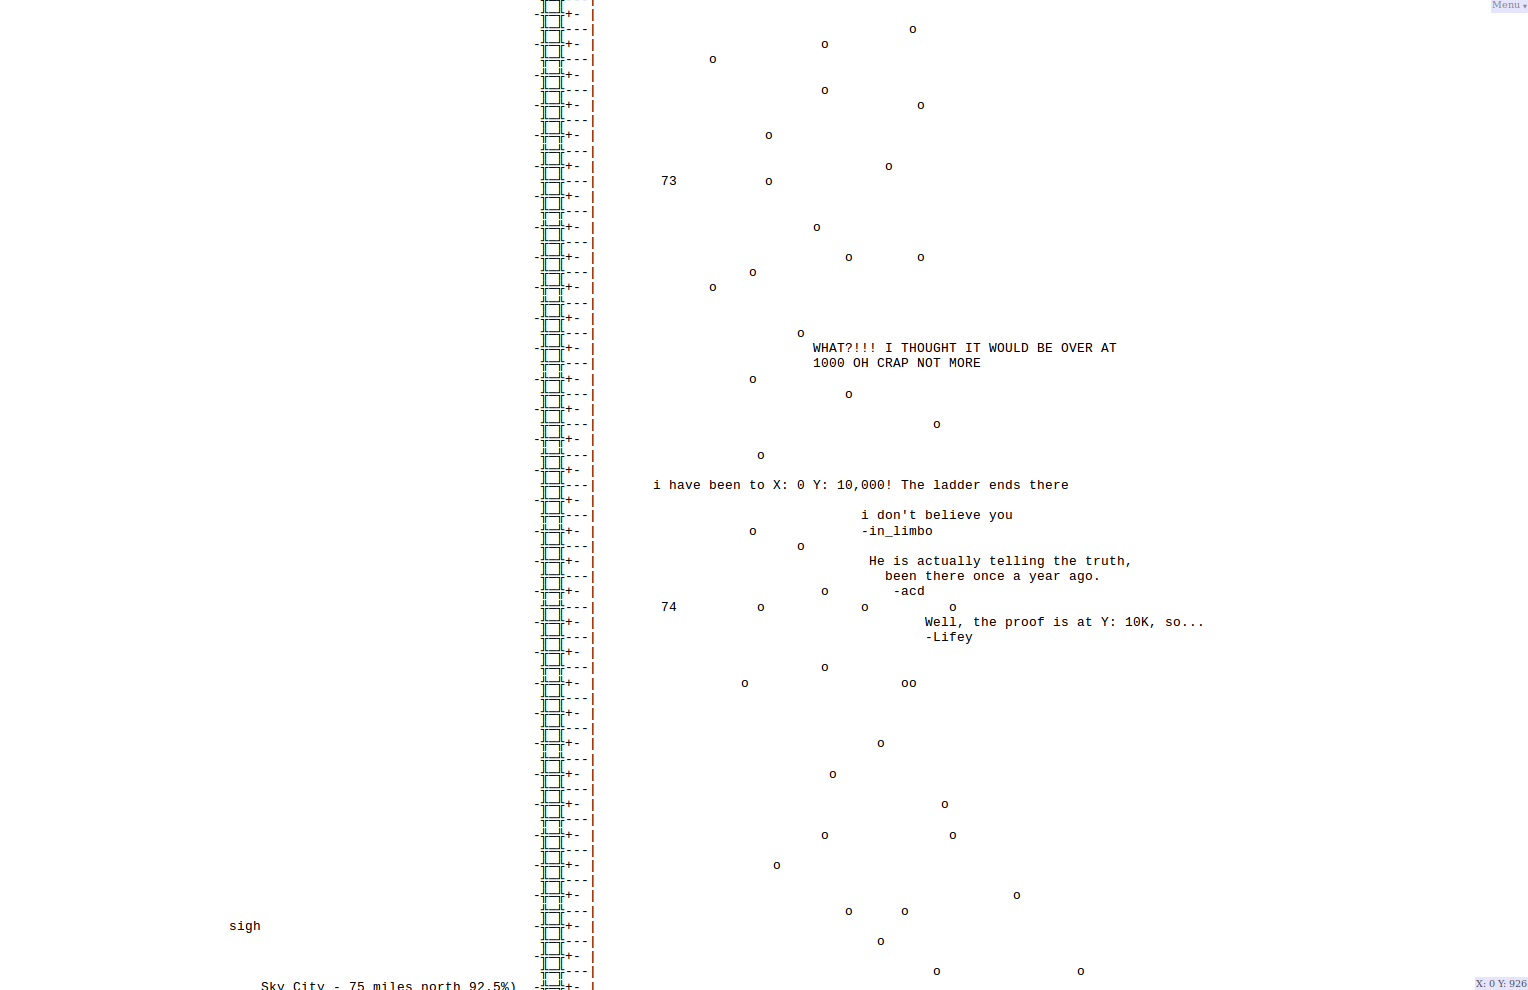 Menu
73
WHAT?!!! I THOUGHT IT WOULD BE OVER AT
1000 OH CRAP NOT MORE
i have been to X: 0 Y: 10,000! The ladder ends there
i don't believe you
-in_limbo
He is actually telling the truth,
been there once a year ago.
-acd
74
Well, the proof is at Y: 10K, so...
-Lifey
sigh
Sky City - 75 miles north 92.5%)
X: 0 Y: 926